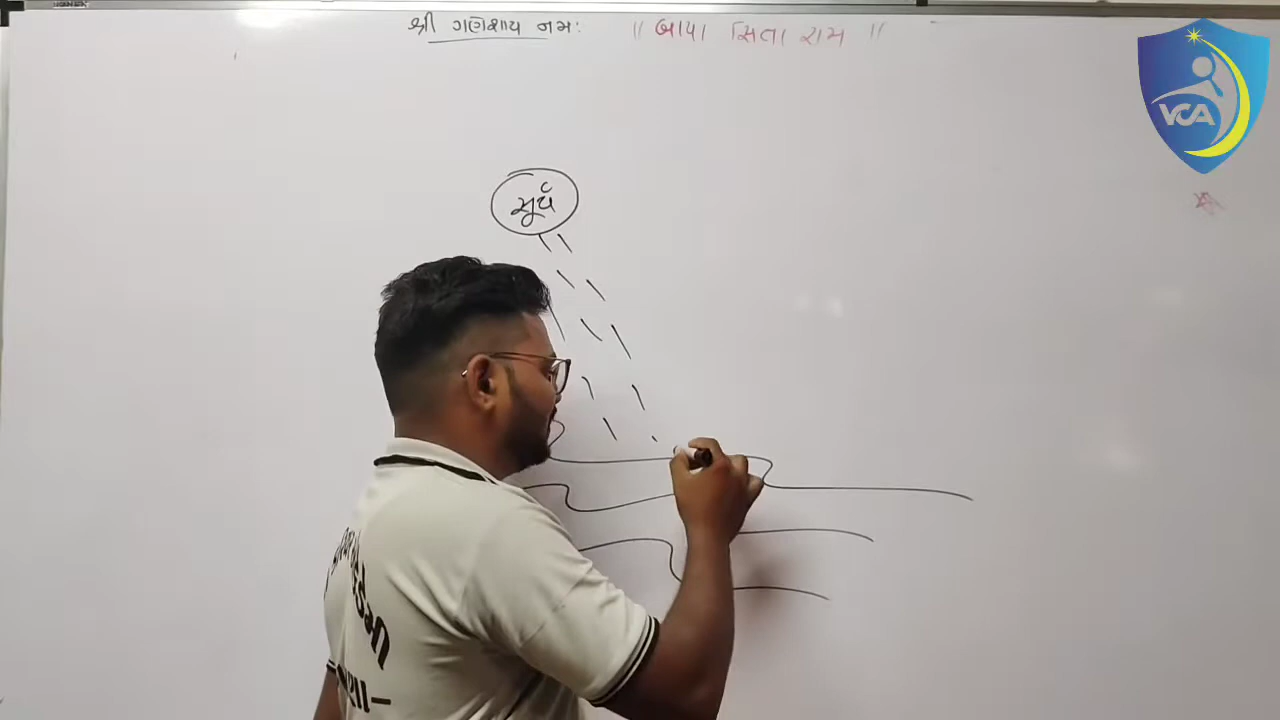 શ્રી ગણેશાય નમઃ
॥ બાપા સિતા રામ ॥
VCA
સૂર્ય